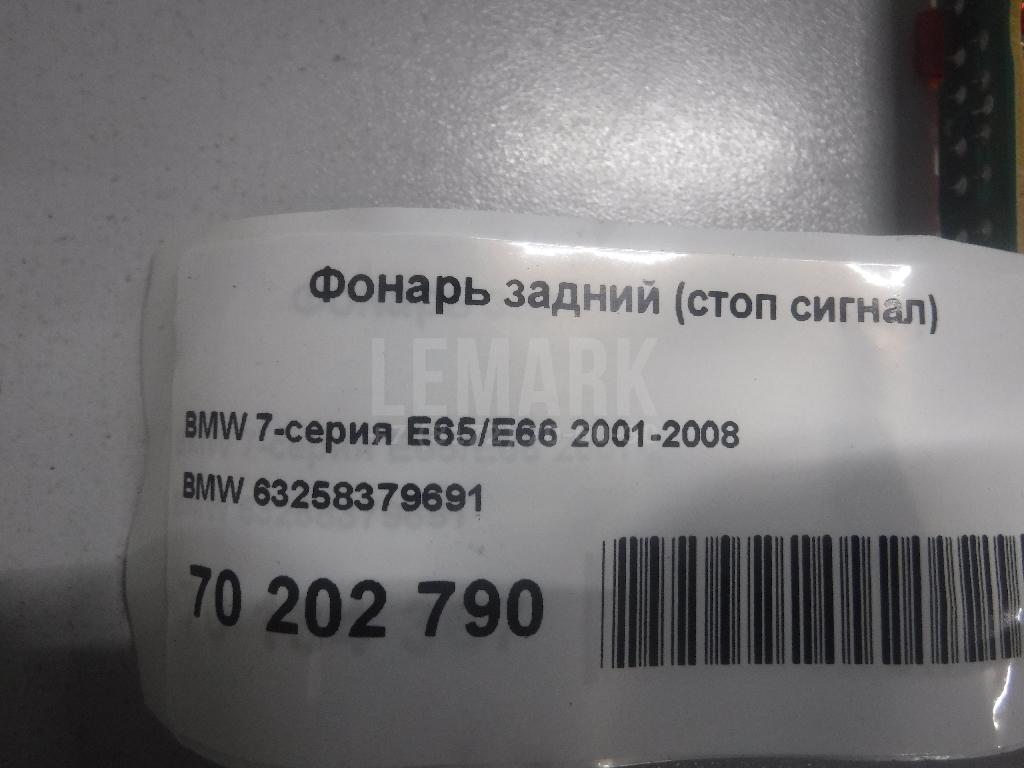 Фонарь задний (стоп сигнал)
LEMARK
BMW 7-серия E65/E66 2001-2008
BMW 63258379691
70 202 790